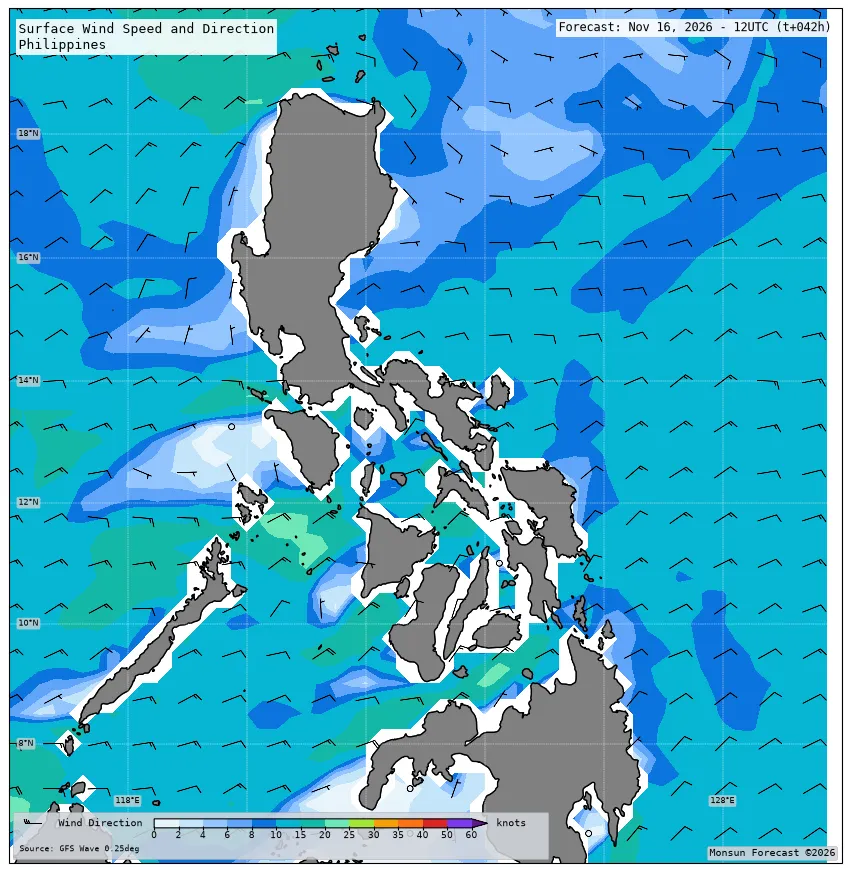 Surface Wind Speed and Direction
Philippines
Forecast: Nov 16, 2026 - 12UTC (t+042h)
18°N
16°N
14°N
12°N
10°N
8°N
118°E
128°E
Wind Direction
0 2 4 6 8 10 15 20 25 30 35 40 50 60
knots
Source: GFS Wave 0.25deg
Monsun Forecast ©2026